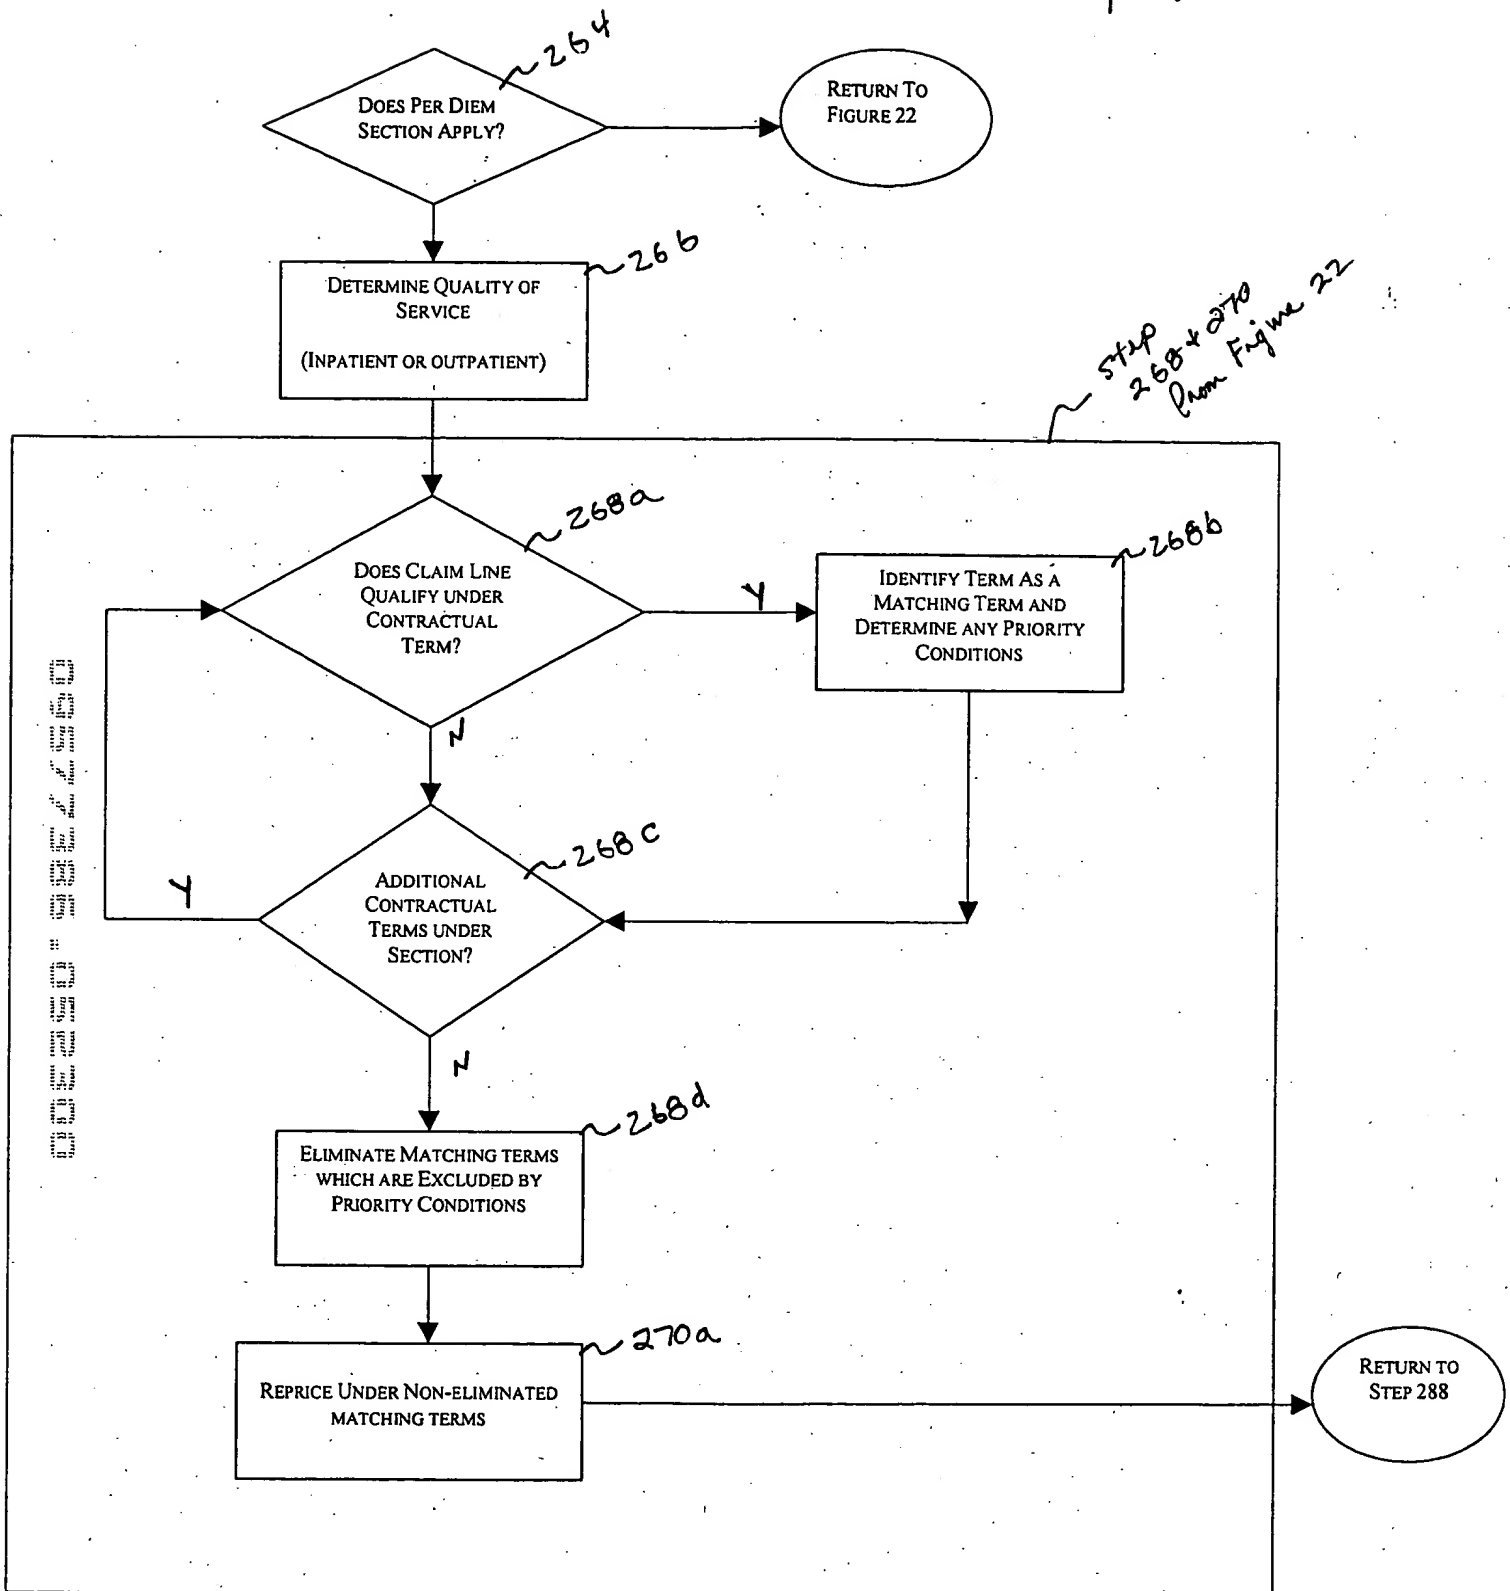 264
DOES PER DIEM
SECTION APPLY?
RETURN TO
FIGURE 22
266
DETERMINE QUALITY OF
SERVICE
(INPATIENT OR OUTPATIENT)
step
268 + 270
from Figure 22
268a
DOES CLAIM LINE
QUALIFY UNDER
CONTRACTUAL
TERM?
Y
268b
IDENTIFY TERM AS A
MATCHING TERM AND
DETERMINE ANY PRIORITY
CONDITIONS
N
268c
ADDITIONAL
CONTRACTUAL
TERMS UNDER
SECTION?
Y
N
268d
ELIMINATE MATCHING TERMS
WHICH ARE EXCLUDED BY
PRIORITY CONDITIONS
270a
REPRICE UNDER NON-ELIMINATED
MATCHING TERMS
RETURN TO
STEP 288
09577386.052300